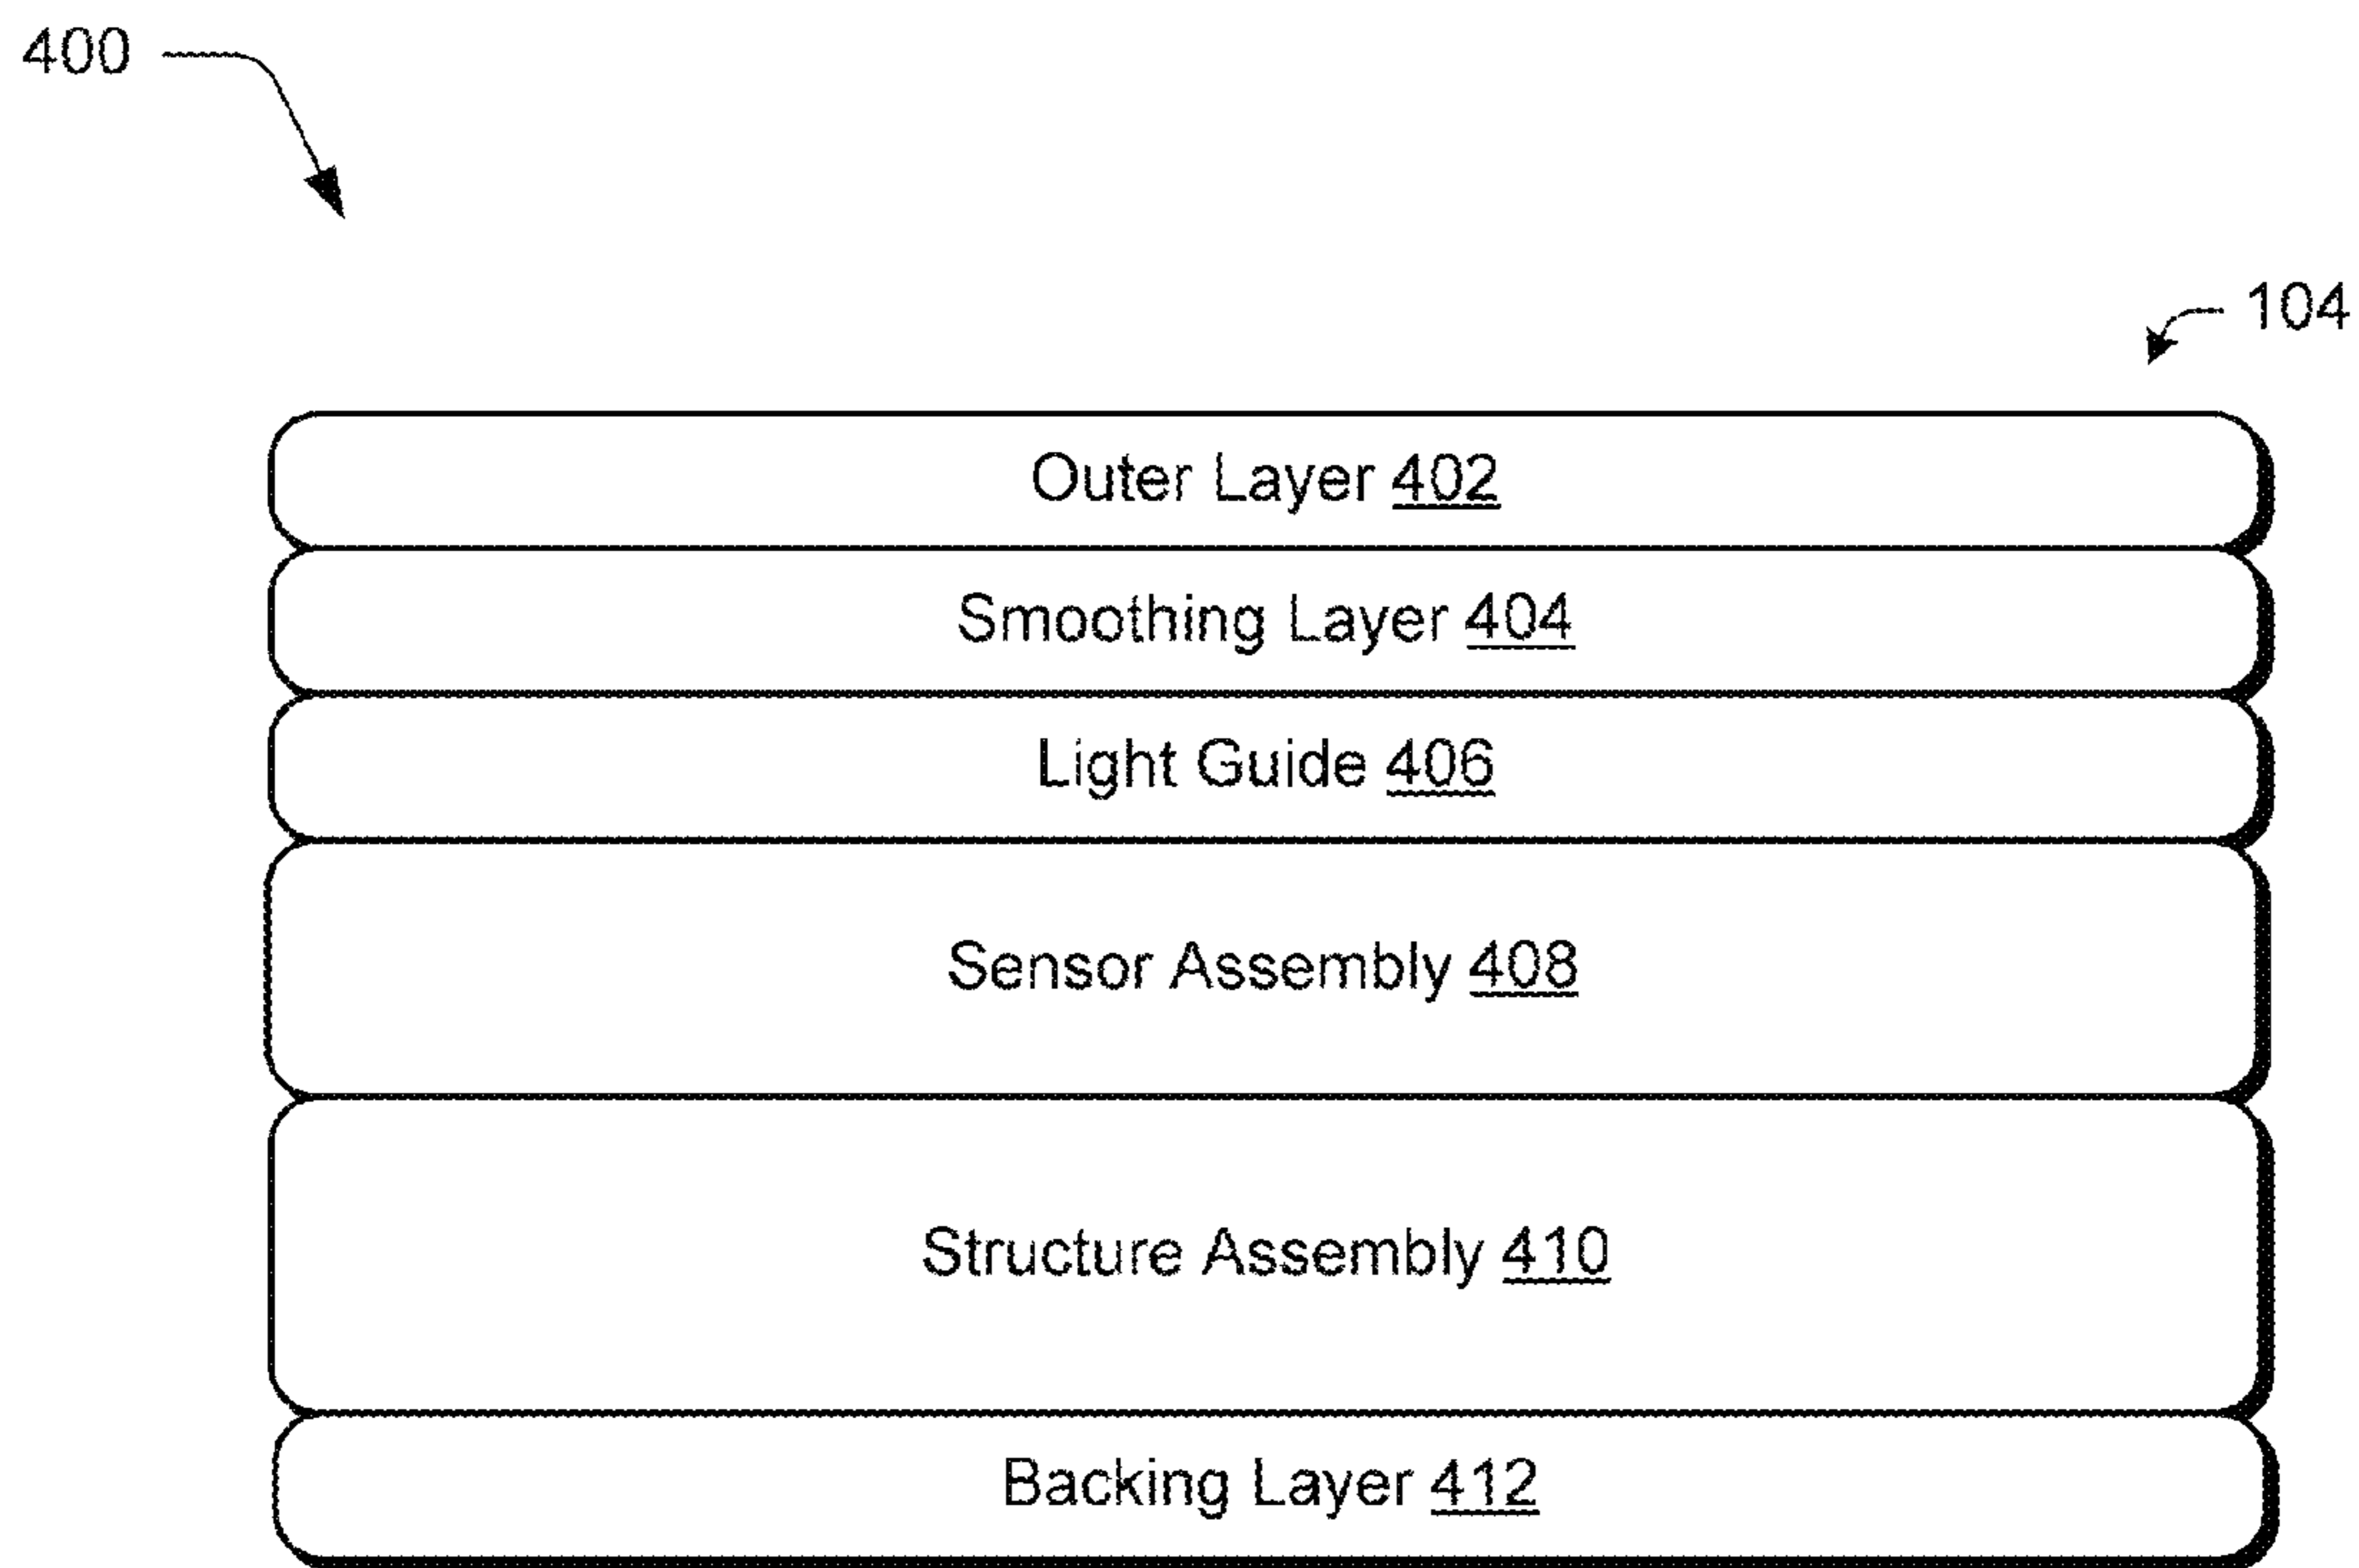 400
104
Outer Layer 402
Smoothing Layer 404
Light Guide 406
Sensor Assembly 408
Structure Assembly 410
Backing Layer 412